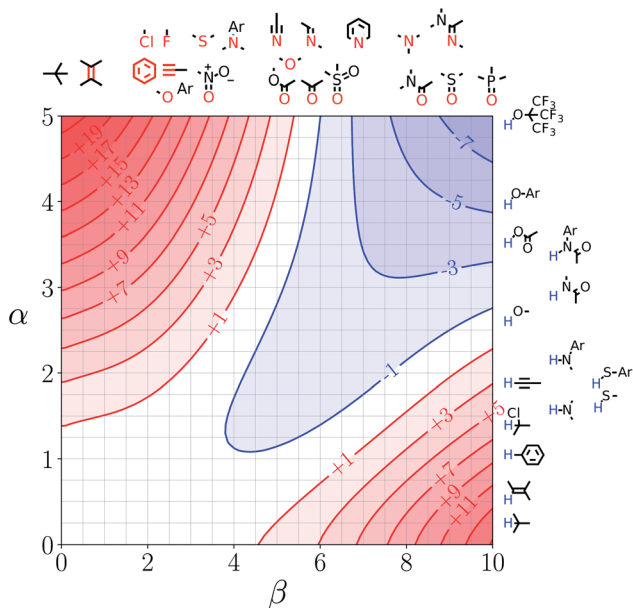 Ar
Cl F S N N N N N N
N
O
Ar
O
N + O −
O
O
O
O
S O
O
N
O
S
O
P
O
5
4
3
2
1
0
α
+19
+17
+15
+13
+11
+9
+7
+5
+3
+1
-1
-3
-5
-7
+1
+3
+5
+7
+9
+11
CF3
H O CF3
CF3
H O-Ar
H O
O
Ar
H N O
H N O
H O
Ar
H-N
H
H S-Ar
H S
H-N
Cl
H
H
H
H
0 2 4 6 8 10
β